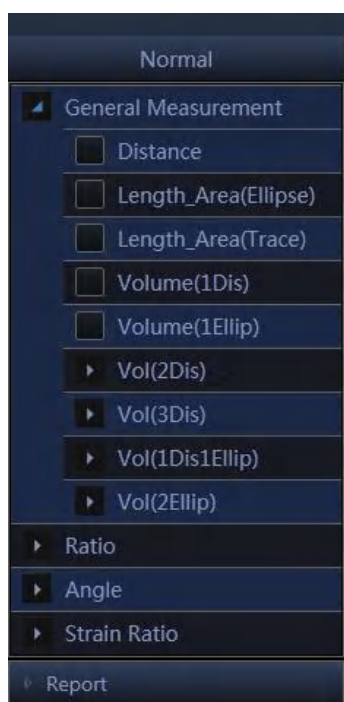 Normal
General Measurement
Distance
Length_Area(Ellipse)
Length_Area(Trace)
Volume(1Dis)
Volume(1Ellip)
Vol(2Dis)
Vol(3Dis)
Vol(1Dis1Ellip)
Vol(2Ellip)
Ratio
Angle
Strain Ratio
Report